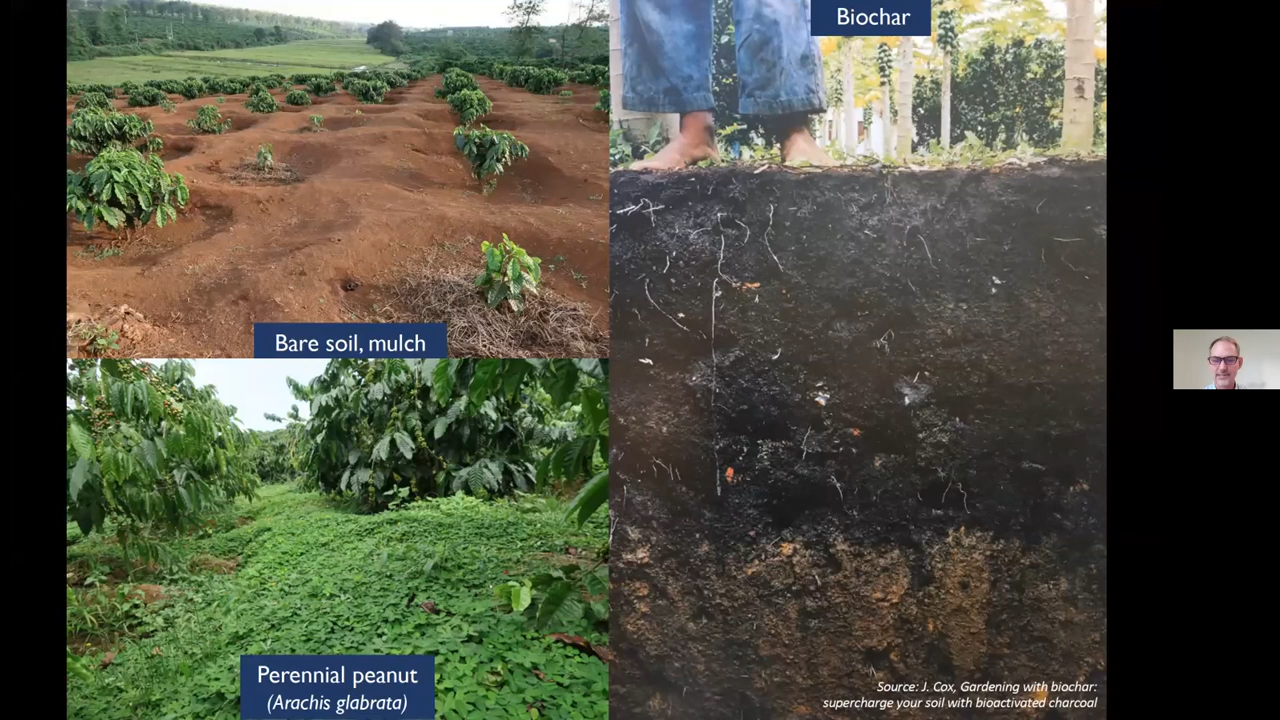 Biochar
Bare soil, mulch
Perennial peanut
(Arachis glabrata)
Source: J. Cox, Gardening with biochar:
supercharge your soil with bioactivated charcoal